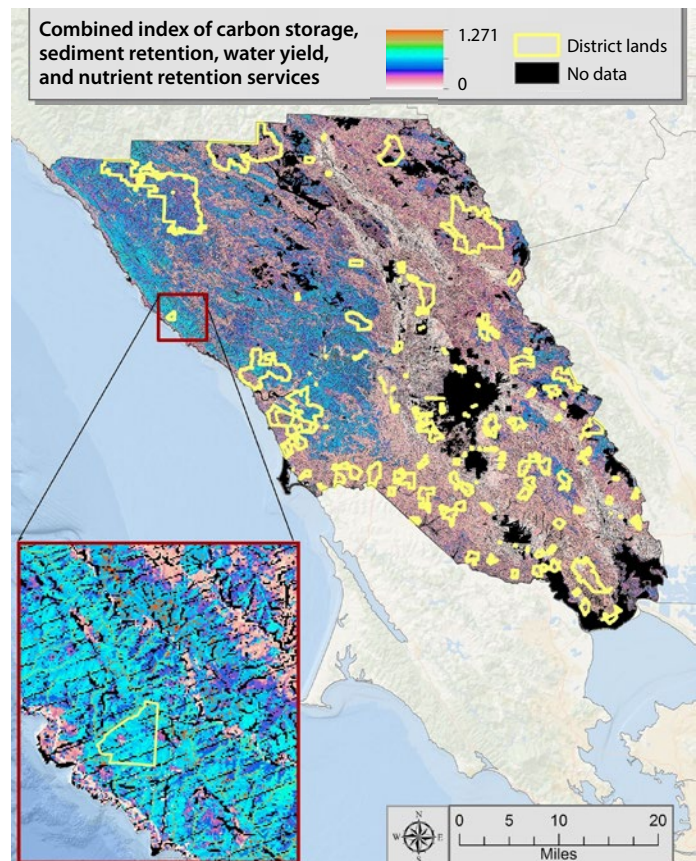 Combined index of carbon storage,
sediment retention, water yield,
and nutrient retention services
1.271
0
District lands
No data
N
W
E
S
0 5 10 15 20
Miles